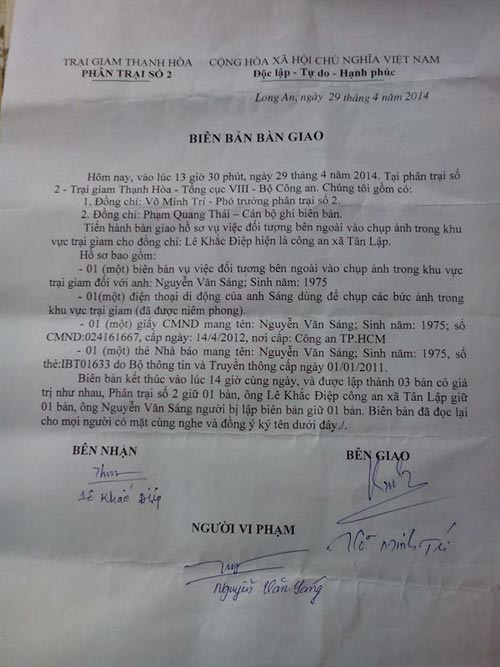 TRẠI GIAM THẠNH HÒA CỘNG HÒA XÃ HỘI CHỦ NGHĨA VIỆT NAM
PHÂN TRẠI SỐ 2 Độc lập - Tự do - Hạnh phúc
Long An, ngày 29 tháng 4 năm 2014
BIÊN BẢN BÀN GIAO
Hôm nay, vào lúc 13 giờ 30 phút, ngày 29 thá 4 năm 2014. Tại phân trại số
2 - Trại giam Thạnh Hòa - Tổng cục VIII - Bộ Công an. Chúng tôi gồm có:
1. Đồng chí: Võ Minh Trí - Phó trưởng phân trại số 2.
2. Đồng chí: Phạm Quang Thái – Cán bộ ghi biên bản.
Tiến hành bàn giao hồ sơ vụ việc đối tượng bên ngoài vào chụp ảnh trong khu
vực trại giam cho đồng chí: Lê Khắc Điệp hiện là công an xã Tân Lập.
Hồ sơ bao gồm:
- 01 (một) biên bản vụ việc đối tượng bên ngoài vào chụp ảnh trong khu vực
trại giam đối với anh: Nguyễn Văn Sáng; Sinh năm: 1975
- 01(một) điện thoại di động của anh Sáng dùng để chụp các bức ảnh trong
khu vực trại giam (đã được niêm phong).
- 01 (một) giấy CMND mang tên: Nguyễn Văn Sáng; Sinh năm: 1975; số
CMND:024161667, cấp ngày: 14/4/2012, nơi cấp: Công an TP.HCM
- 01 (một) thẻ Nhà báo mang tên: Nguyễn Văn Sáng; Sinh năm: 1975, số
thẻ:IBT01633 do Bộ thông tin và Truyền thông cấp ngày 01/01/2011.
Biên bản kết thúc vào lúc 14 giờ cùng ngày, và được lập thành 03 bản có giá
trị như nhau, Phân trại số 2 giữ 01 bản, ông Lê Khắc Điệp công an xã Tân Lập giữ
01 bản, ông Nguyễn Văn Sáng người bị lập biên bản giữ 01 bản. Biên bản đã đọc lại
cho mọi người có mặt cùng nghe và đồng ý ký tên dưới đây./.
BÊN NHẬN BÊN GIAO
Lê Khắc Điệp
NGƯỜI VI PHẠM Võ Minh Trí
Nguyễn Văn Sáng